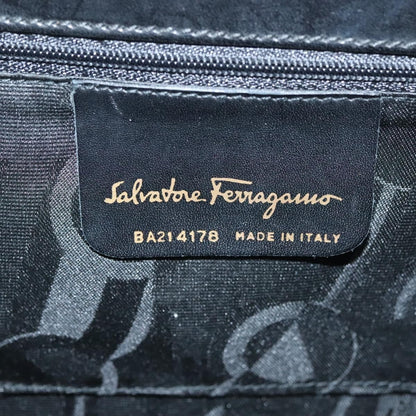 Salvatore Ferragamo
BA214178 MADE IN ITALY